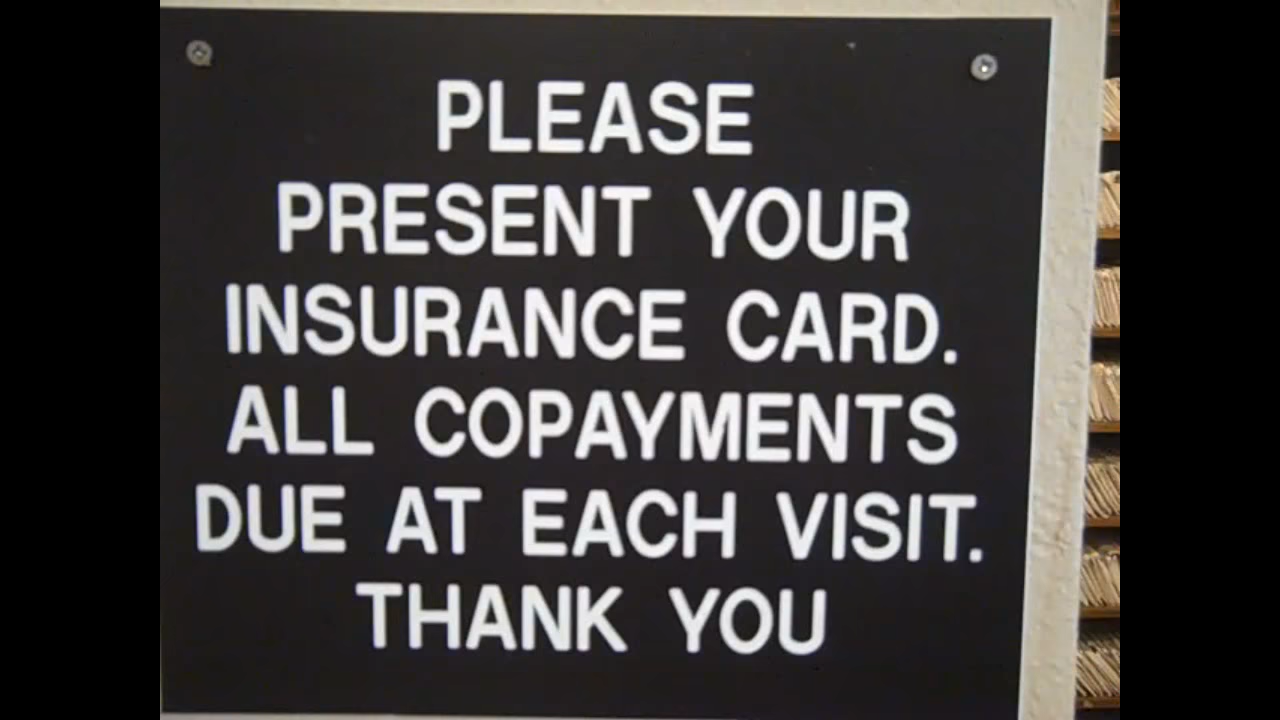 PLEASE
PRESENT YOUR
INSURANCE CARD.
ALL COPAYMENTS
DUE AT EACH VISIT.
THANK YOU